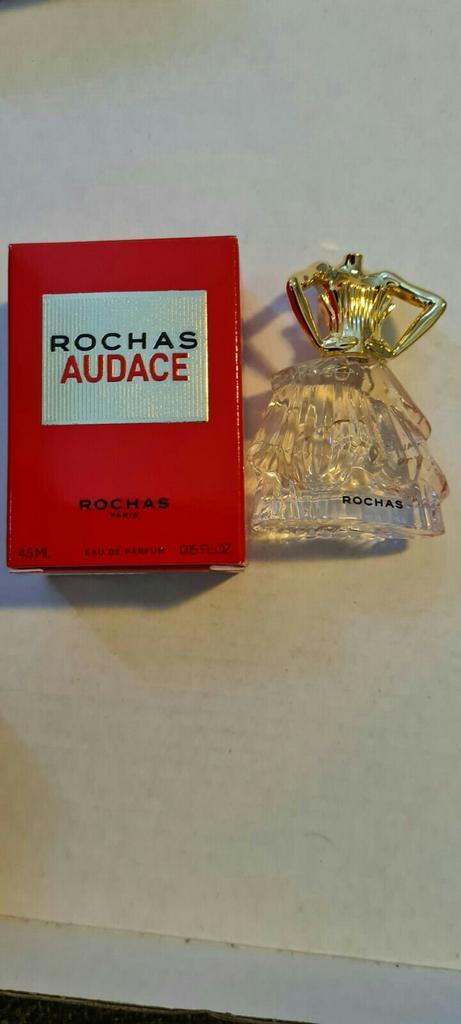 ROCHAS
AUDACE
ROCHAS
PARIS
4.5 ML EAU DE PARFUM 0.15 FL.OZ
ROCHAS